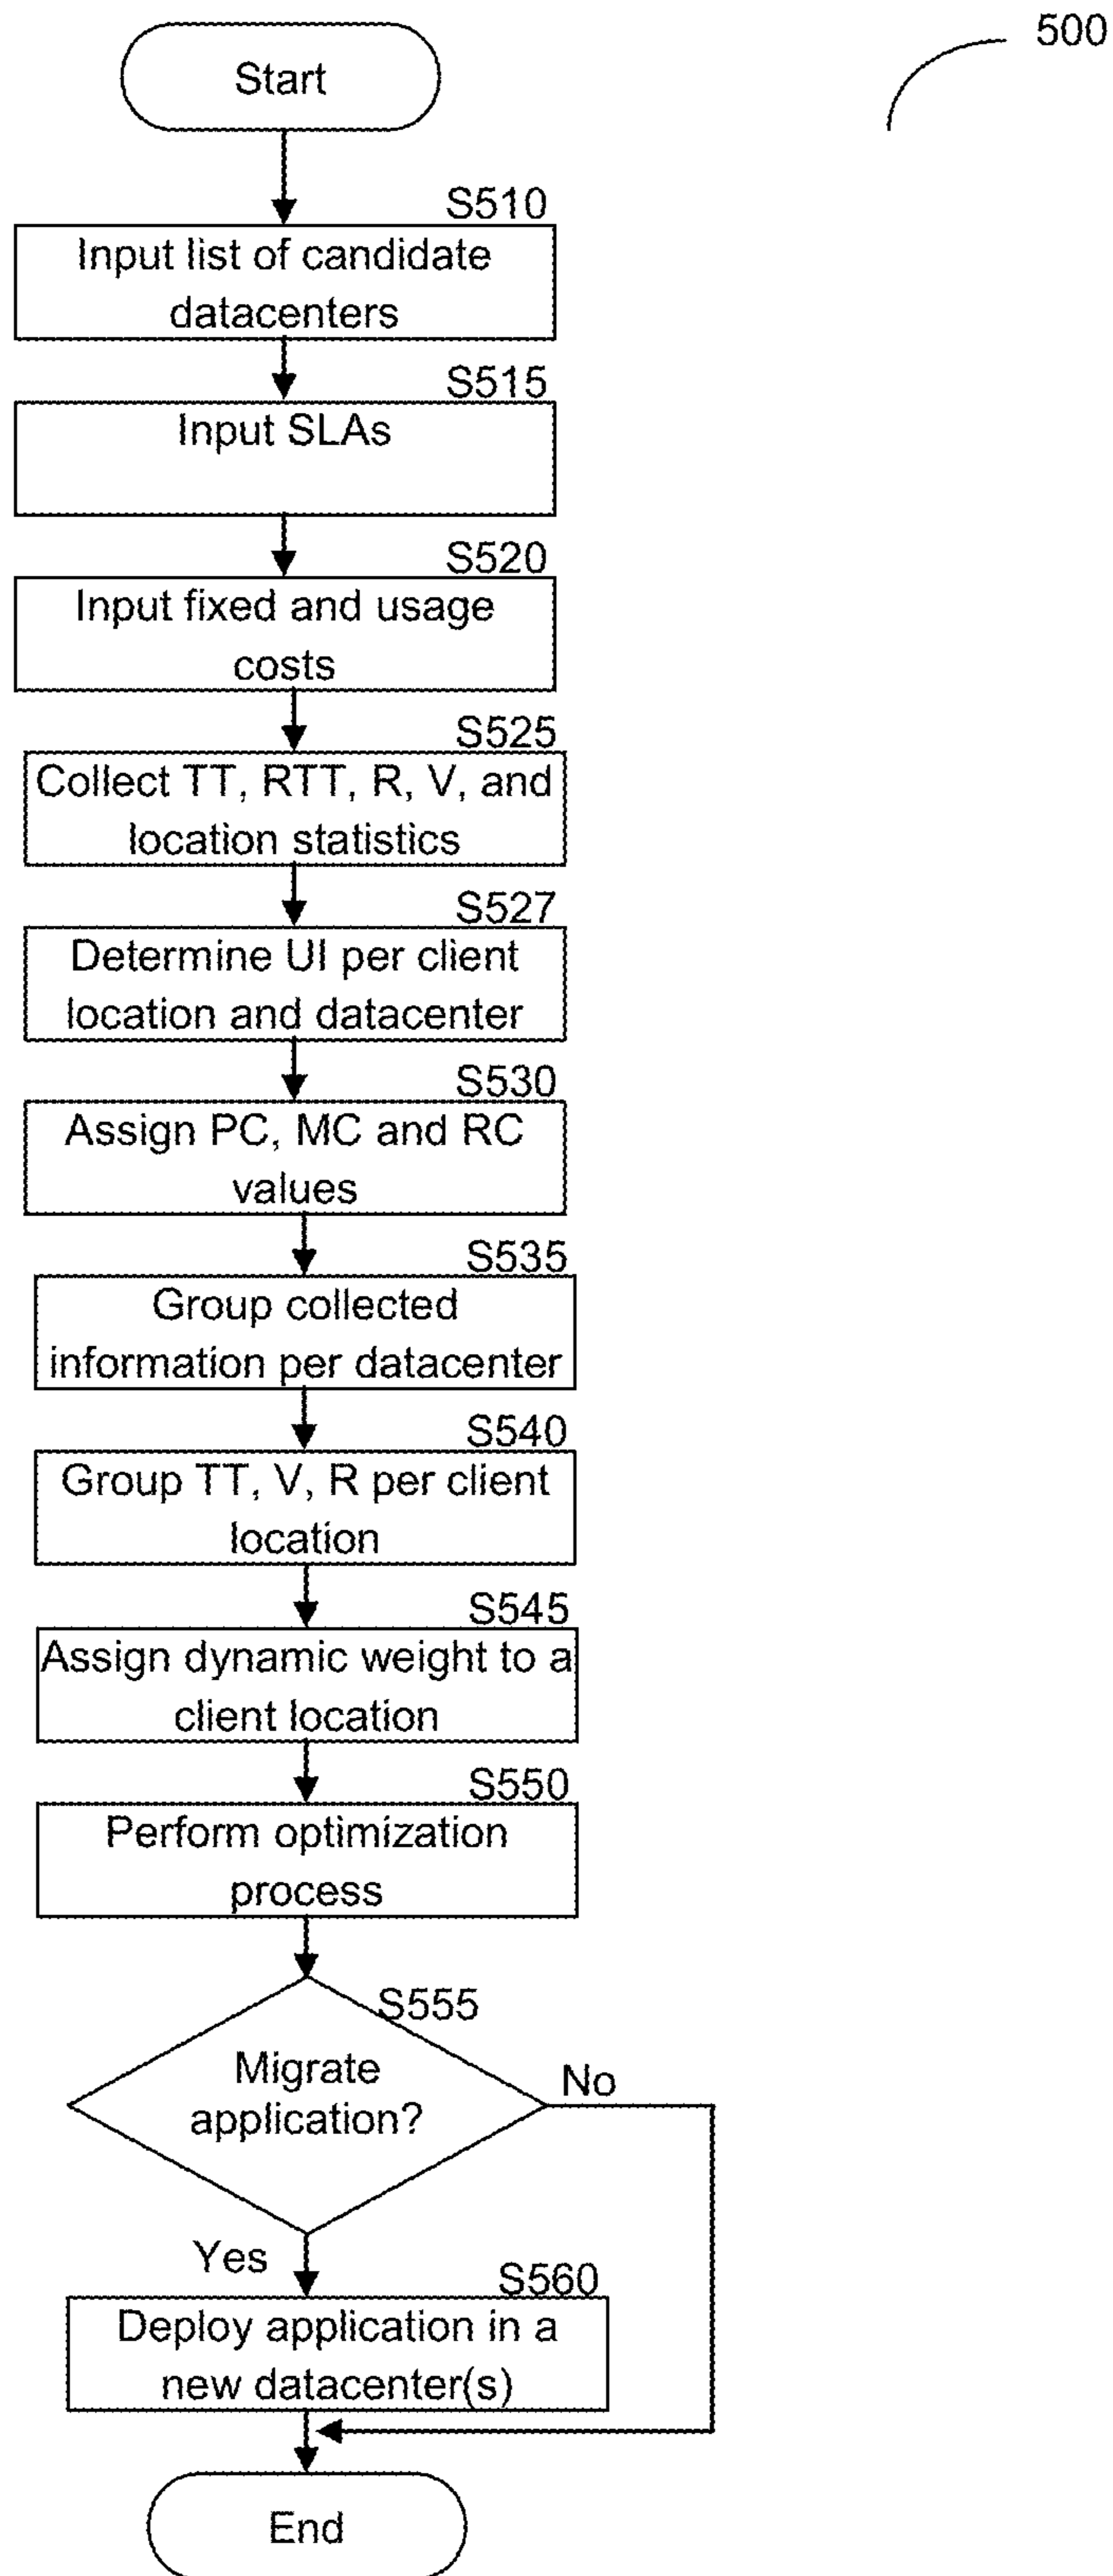 500
Start
S510
Input list of candidate
datacenters
S515
Input SLAs
S520
Input fixed and usage
costs
S525
Collect TT, RTT, R, V, and
location statistics
S527
Determine UI per client
location and datacenter
S530
Assign PC, MC and RC
values
S535
Group collected
information per datacenter
S540
Group TT, V, R per client
location
S545
Assign dynamic weight to a
client location
S550
Perform optimization
process
S555
Migrate
application?
No
Yes
S560
Deploy application in a
new datacenter(s)
End